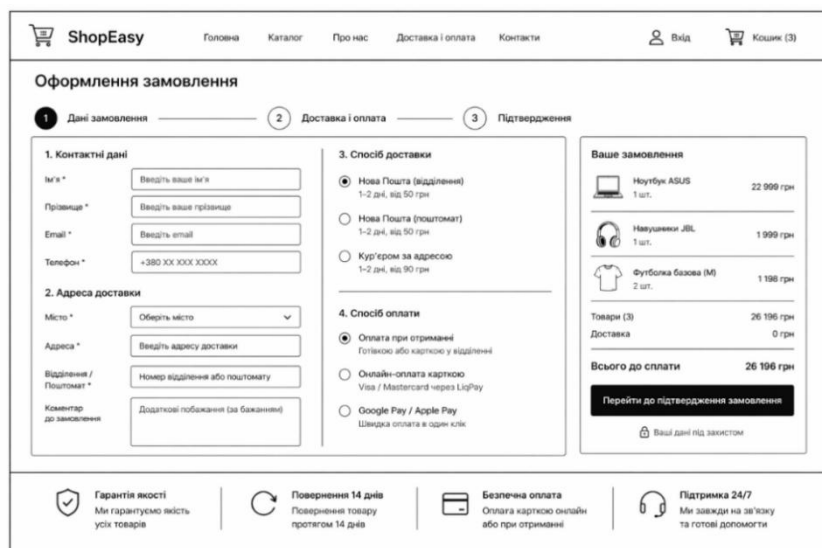 ShopEasy
Головна
Каталог
Про нас
Доставка і оплата
Контакти
Вхід
Кошик (3)
Оформлення замовлення
1 Дані замовлення
2 Доставка і оплата
3 Підтвердження
1. Контактні дані
Ім'я *
Введіть ваше ім'я
Прізвище *
Введіть ваше прізвище
Email *
Введіть email
Телефон *
+380 XX XXX XXXX
2. Адреса доставки
Місто *
Оберіть місто
Адреса *
Введіть адресу доставки
Відділення /
Поштомат *
Номер відділення або поштомату
Коментар
до замовлення
Додаткові побажання (за бажанням)
3. Спосіб доставки
Нова Пошта (відділення)
1–2 дні, від 50 грн
Нова Пошта (поштомат)
1–2 дні, від 50 грн
Кур'єром за адресою
1–2 дні, від 90 грн
4. Спосіб оплати
Оплата при отриманні
Готівкою або карткою у відділенні
Онлайн-оплата карткою
Visa / Mastercard через LiqPay
Google Pay / Apple Pay
Швидка оплата в один клік
Ваше замовлення
Ноутбук ASUS
1 шт.
22 999 грн
Навушники JBL
1 шт.
1 999 грн
Футболка базова (M)
2 шт.
1 198 грн
Товари (3)
26 196 грн
Доставка
0 грн
Всього до сплати
26 196 грн
Перейти до підтвердження замовлення
Ваші дані під захистом
Гарантія якості
Ми гарантуємо якість
усіх товарів
Повернення 14 днів
Повернення товару
протягом 14 днів
Безпечна оплата
Оплата карткою онлайн
або при отриманні
Підтримка 24/7
Ми завжди на зв'язку
та готові допомогти